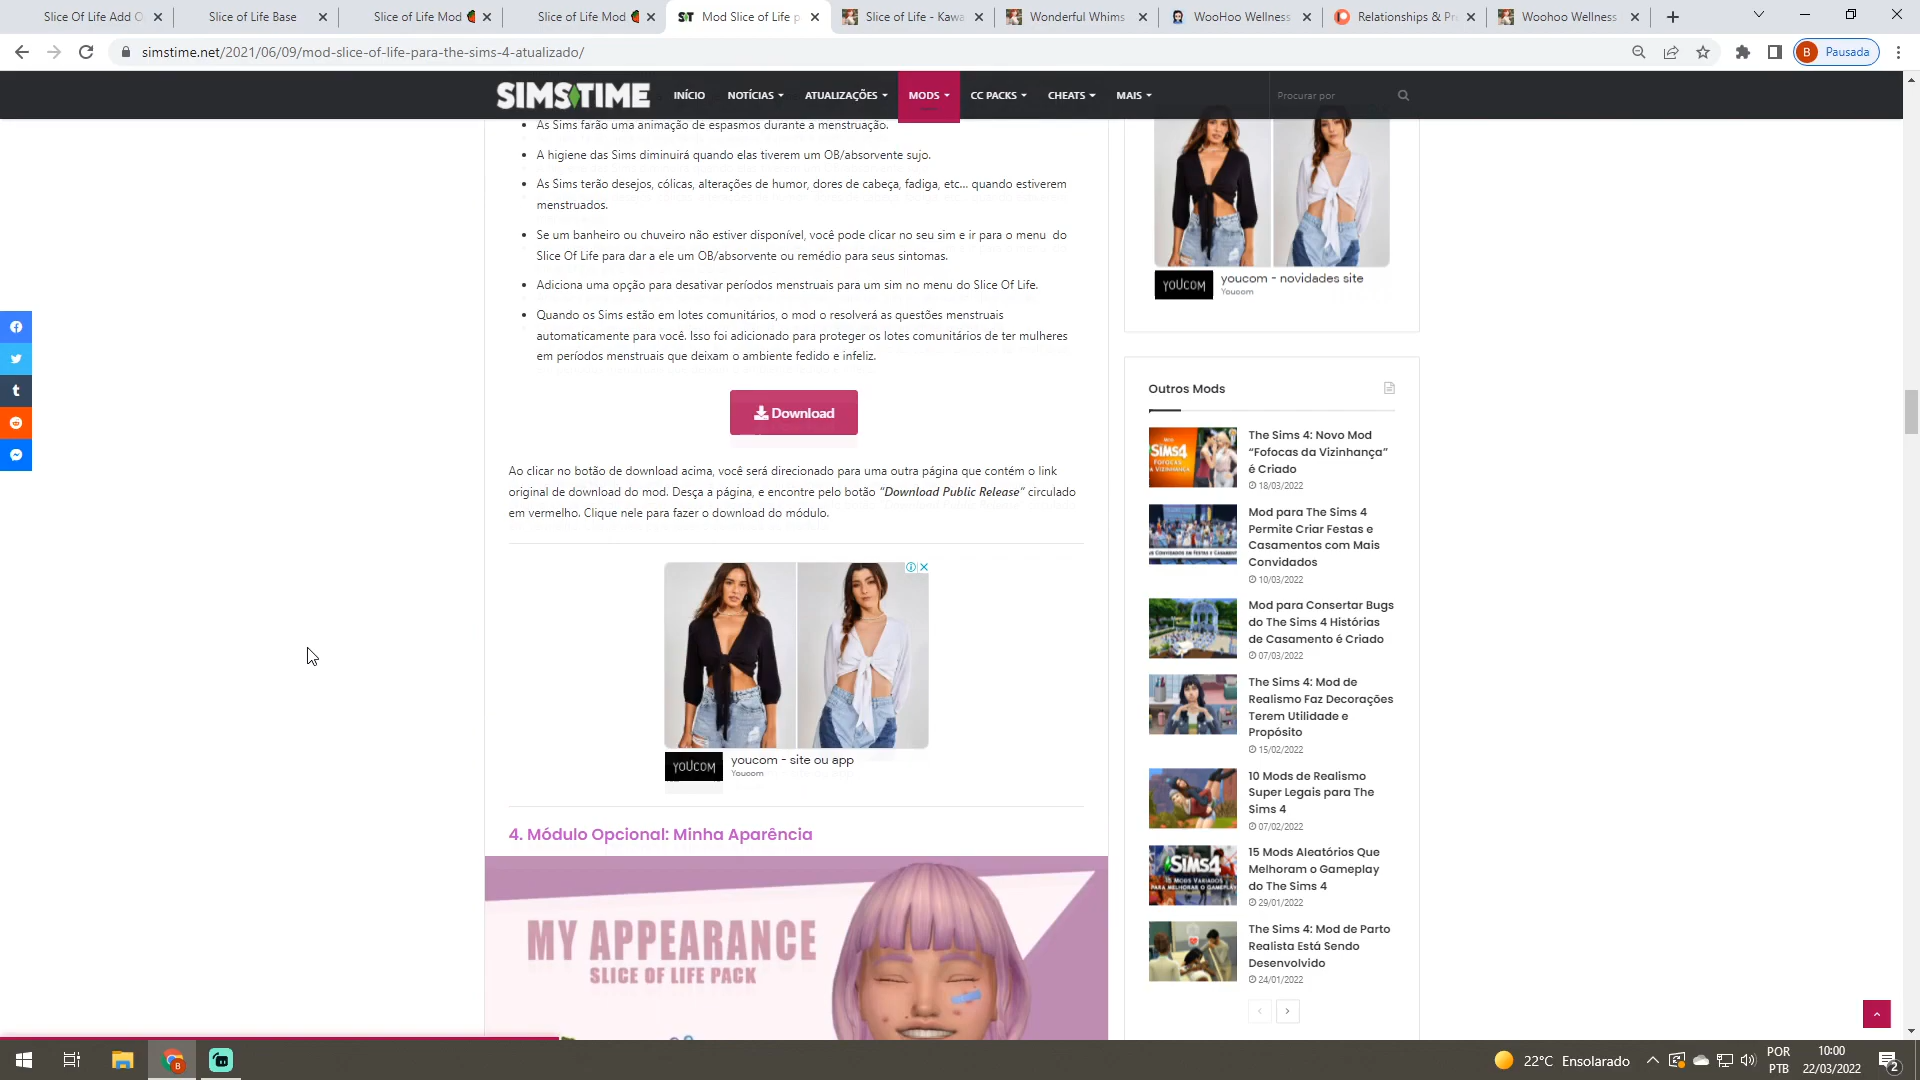 Slice Of Life Add O
Slice of Life Base
Slice of Life Mod
Slice of Life Mod
Mod Slice of Life p
Slice of Life - Kawa
Wonderful Whims
WooHoo Wellness
Relationships & Pr
Woohoo Wellness
simstime.net/2021/06/09/mod-slice-of-life-para-the-sims-4-atualizado/
B Pausada
SIMSTIME
INÍCIO
NOTÍCIAS
ATUALIZAÇÕES
MODS
CC PACKS
CHEATS
MAIS
Procurar por
As Sims farão uma animação de espasmos durante a menstruação.
A higiene das Sims diminuirá quando elas tiverem um OB/absorvente sujo.
As Sims terão desejos, cólicas, alterações de humor, dores de cabeça, fadiga, etc... quando estiverem
menstruados.
Se um banheiro ou chuveiro não estiver disponível, você pode clicar no seu sim e ir para o menu do
Slice Of Life para dar a ele um OB/absorvente ou remédio para seus sintomas.
Adiciona uma opção para desativar períodos menstruais para um sim no menu do Slice Of Life.
Quando os Sims estão em lotes comunitários, o mod o resolverá as questões menstruais
automaticamente para você. Isso foi adicionado para proteger os lotes comunitários de ter mulheres
em períodos menstruais que deixam o ambiente fedido e infeliz.
Download
Ao clicar no botão de download acima, você será direcionado para uma outra página que contém o link
original de download do mod. Desça a página, e encontre pelo botão "Download Public Release" circulado
em vermelho. Clique nele para fazer o download do módulo.
YOUCOM
youcom - site ou app
Youcom
4. Módulo Opcional: Minha Aparência
MY APPEARANCE
SLICE OF LIFE PACK
YOUCOM
youcom - novidades site
Youcom
Outros Mods
The Sims 4: Novo Mod
"Fofocas da Vizinhança"
é Criado
18/03/2022
Mod para The Sims 4
Permite Criar Festas e
Casamentos com Mais
Convidados
10/03/2022
Mod para Consertar Bugs
do The Sims 4 Histórias
de Casamento é Criado
07/03/2022
The Sims 4: Mod de
Realismo Faz Decorações
Terem Utilidade e
Propósito
15/02/2022
10 Mods de Realismo
Super Legais para The
Sims 4
07/02/2022
15 Mods Aleatórios Que
Melhoram o Gameplay
do The Sims 4
29/01/2022
The Sims 4: Mod de Parto
Realista Está Sendo
Desenvolvido
24/01/2022
22°C Ensolarado
POR
PTB
10:00
22/03/2022
2